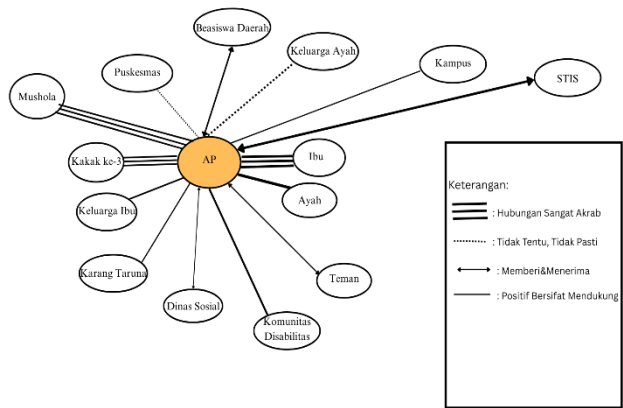 Beasiswa Daerah
Keluarga Ayah
Kampus
STIS
Puskesmas
Mushola
Kakak ke-3
AP
Ibu
Ayah
Keluarga Ibu
Karang Taruna
Dinas Sosial
Teman
Komunitas
Disabilitas
Keterangan:
: Hubungan Sangat Akrab
: Tidak Tentu, Tidak Pasti
: Memberi&Menerima
: Positif Bersifat Mendukung